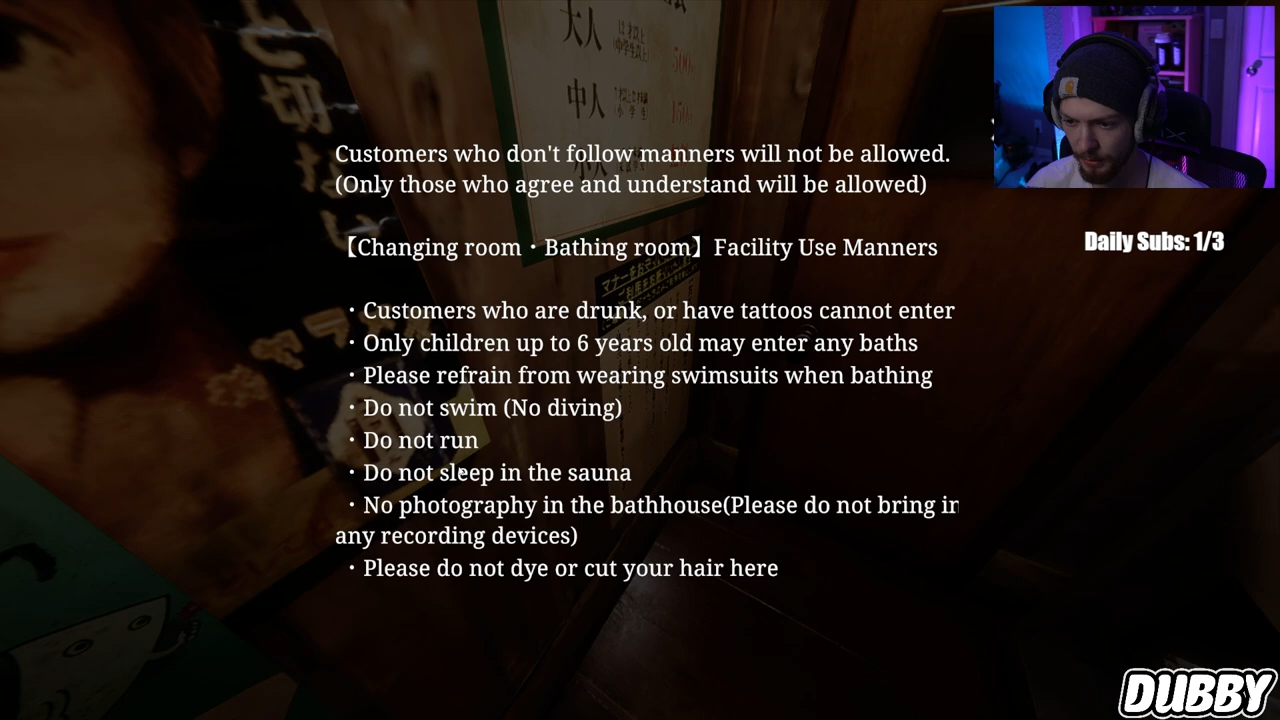 大人
中人
500
150
Customers who don't follow manners will not be allowed.
(Only those who agree and understand will be allowed)
【Changing room・Bathing room】Facility Use Manners
・Customers who are drunk, or have tattoos cannot enter
・Only children up to 6 years old may enter any baths
・Please refrain from wearing swimsuits when bathing
・Do not swim (No diving)
・Do not run
・Do not sleep in the sauna
・No photography in the bathhouse(Please do not bring in
any recording devices)
・Please do not dye or cut your hair here
Daily Subs: 1/3
DUBBY